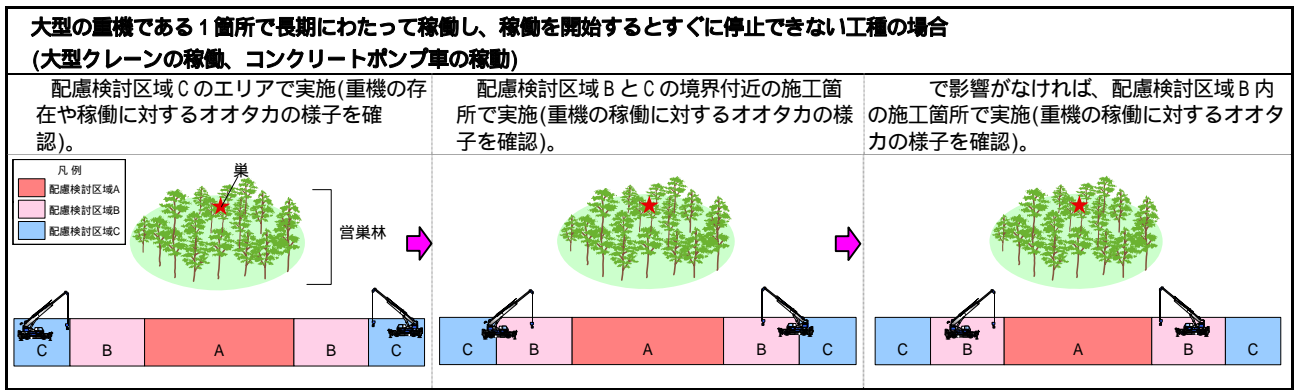 大型の重機である1箇所で長期にわたって稼働し、稼働を開始するとすぐに停止できない工種の場合
(大型クレーンの稼働、コンクリートポンプ車の稼動)
配慮検討区域Cのエリアで実施(重機の存
在や稼働に対するオオタカの様子を確
認)。
配慮検討区域BとCの境界付近の施工箇
所で実施(重機の稼働に対するオオタカの様
子を確認)。
で影響がなければ、配慮検討区域B内
の施工箇所で実施(重機の稼働に対するオオタ
カの様子を確認)。
凡例
配慮検討区域A
配慮検討区域B
配慮検討区域C
巣
営巣林
C B A B C
C B A B C
C B A B C